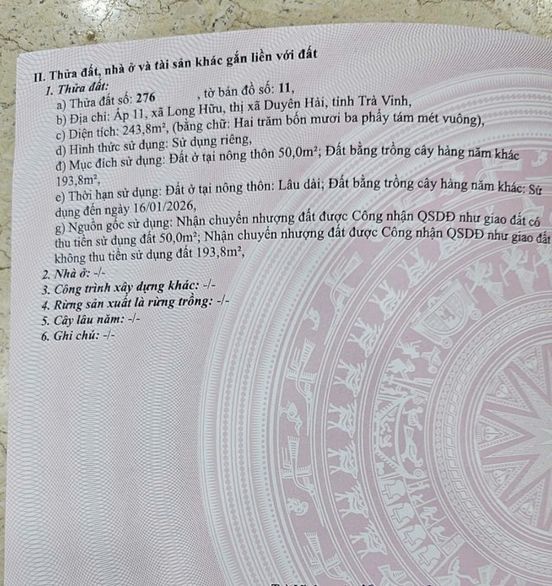 II. Thửa đất, nhà ở và tài sản khác gắn liền với đất
1. Thửa đất:
a) Thửa đất số: 276 , tờ bản đồ số: 11,
b) Địa chỉ: Ấp 11, xã Long Hữu, thị xã Duyên Hải, tỉnh Trà Vinh,
c) Diện tích: 243,8m², (bằng chữ: Hai trăm bốn mươi ba phẩy tám mét vuông),
d) Hình thức sử dụng: Sử dụng riêng,
đ) Mục đích sử dụng: Đất ở tại nông thôn 50,0m²; Đất bằng trồng cây hàng năm khác
193,8m²,
e) Thời hạn sử dụng: Đất ở tại nông thôn: Lâu dài; Đất bằng trồng cây hàng năm khác: Sử
dụng đến ngày 16/01/2026,
g) Nguồn gốc sử dụng: Nhận chuyển nhượng đất được Công nhận QSDĐ như giao đất có
thu tiền sử dụng đất 50,0m²; Nhận chuyển nhượng đất được Công nhận QSDĐ như giao đất
không thu tiền sử dụng đất 193,8m²,
2. Nhà ở: -/-
3. Công trình xây dựng khác: -/-
4. Rừng sản xuất là rừng trồng: -/-
5. Cây lâu năm: -/-
6. Ghi chú: -/-